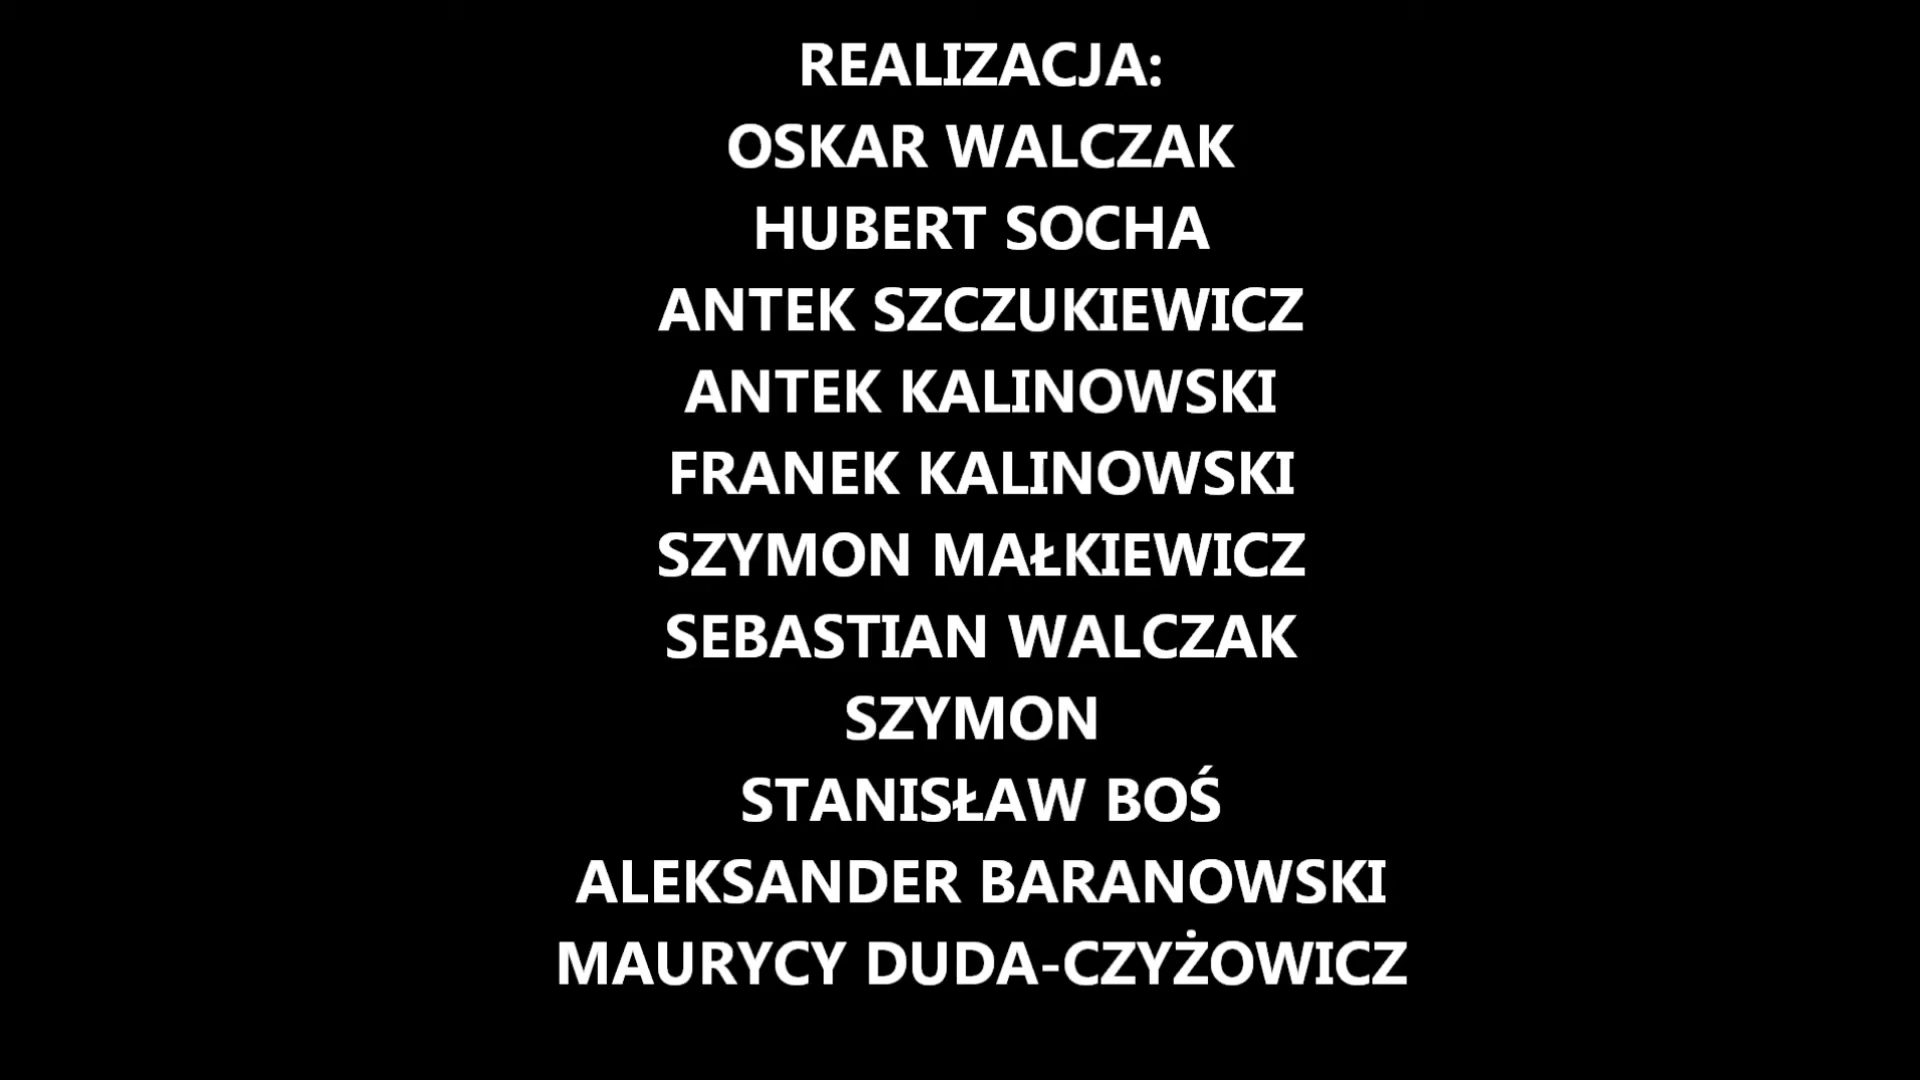 REALIZACJA:
OSKAR WALCZAK
HUBERT SOCHA
ANTEK SZCZUKIEWICZ
ANTEK KALINOWSKI
FRANEK KALINOWSKI
SZYMON MAŁKIEWICZ
SEBASTIAN WALCZAK
SZYMON
STANISŁAW BOŚ
ALEKSANDER BARANOWSKI
MAURYCY DUDA-CZYŻOWICZ